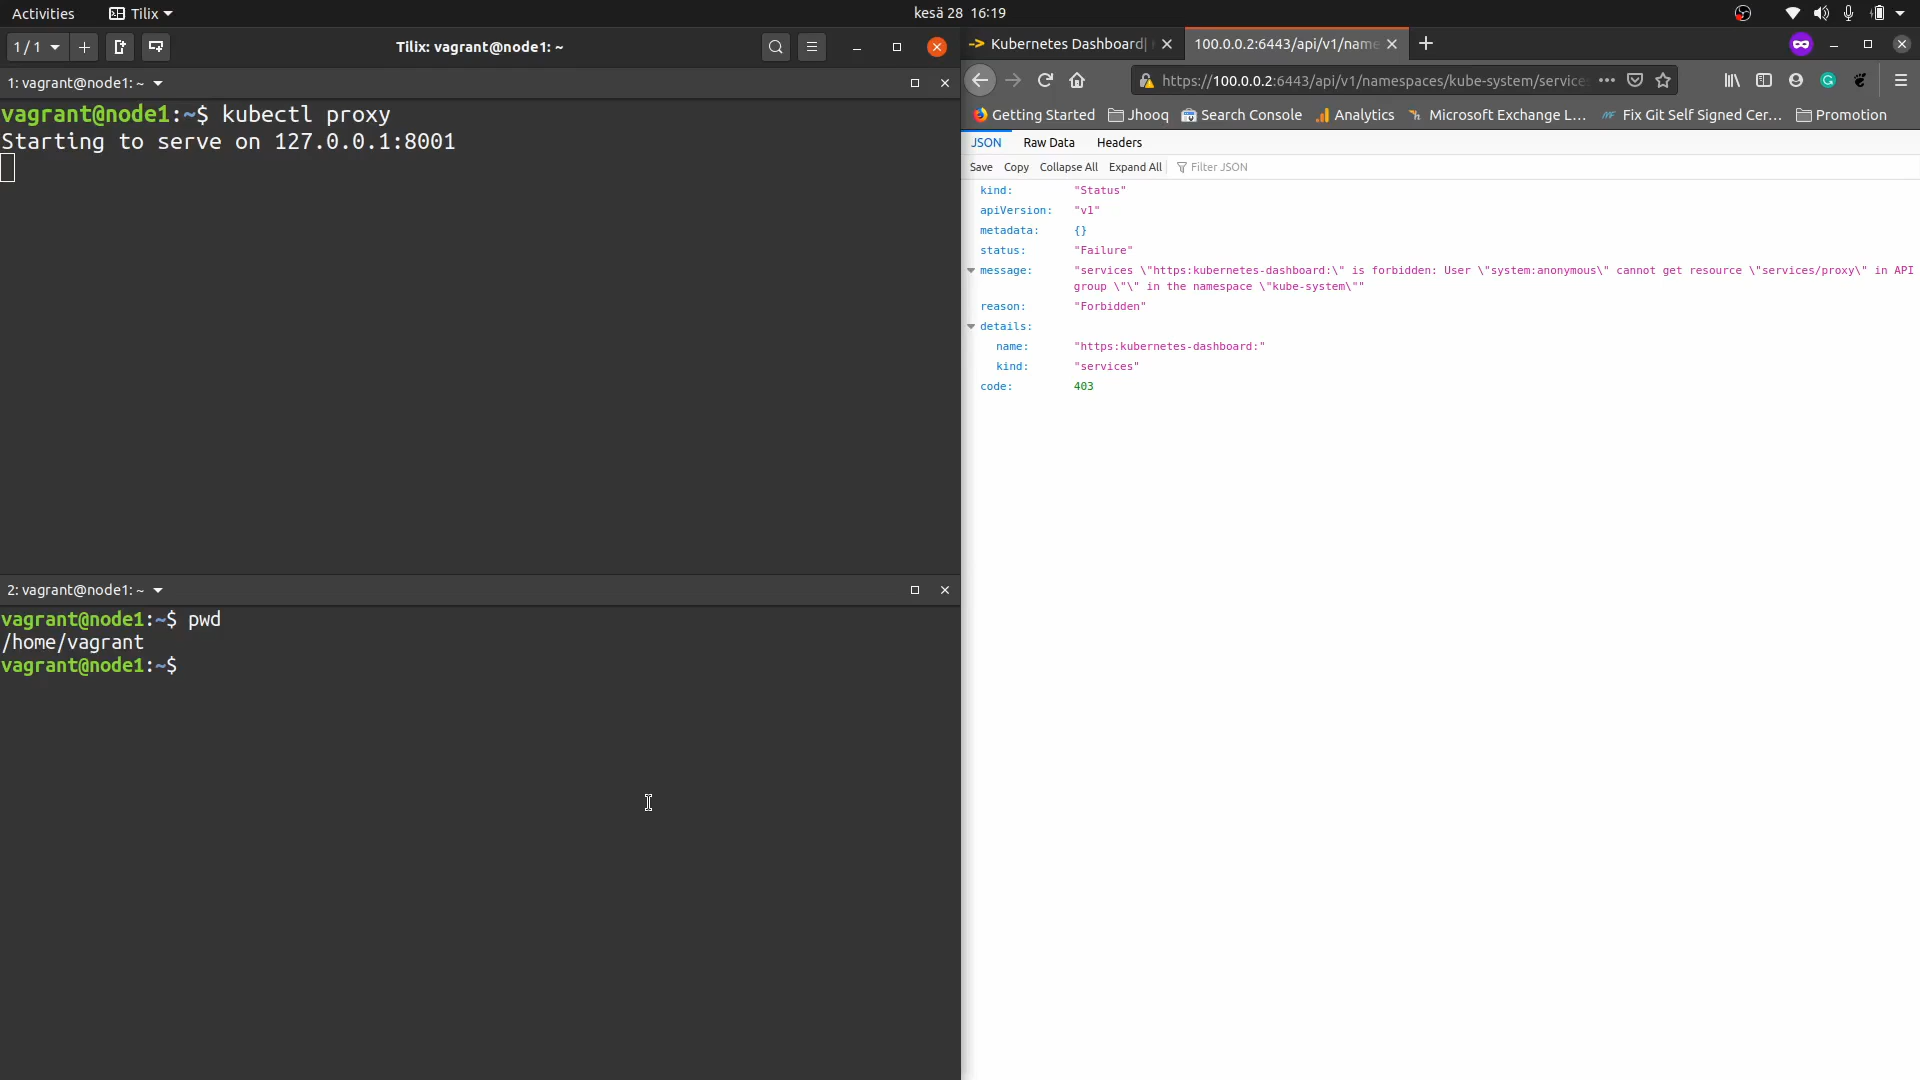 Activities
Tilix
kesä 28 16:19
1 / 1
Tilix: vagrant@node1: ~
1: vagrant@node1: ~
vagrant@node1:~$ kubectl proxy
Starting to serve on 127.0.0.1:8001
2: vagrant@node1: ~
vagrant@node1:~$ pwd
/home/vagrant
vagrant@node1:~$
Kubernetes Dashboard|
100.0.0.2:6443/api/v1/name
https://100.0.0.2:6443/api/v1/namespaces/kube-system/service
Getting Started
Jhooq
Search Console
Analytics
Microsoft Exchange L...
Fix Git Self Signed Cer...
Promotion
JSON
Raw Data
Headers
Save
Copy
Collapse All
Expand All
Filter JSON
kind: "Status"
apiVersion: "v1"
metadata: {}
status: "Failure"
message: "services \"https:kubernetes-dashboard:\" is forbidden: User \"system:anonymous\" cannot get resource \"services/proxy\" in API
group \"\" in the namespace \"kube-system\""
reason: "Forbidden"
details:
name: "https:kubernetes-dashboard:"
kind: "services"
code: 403